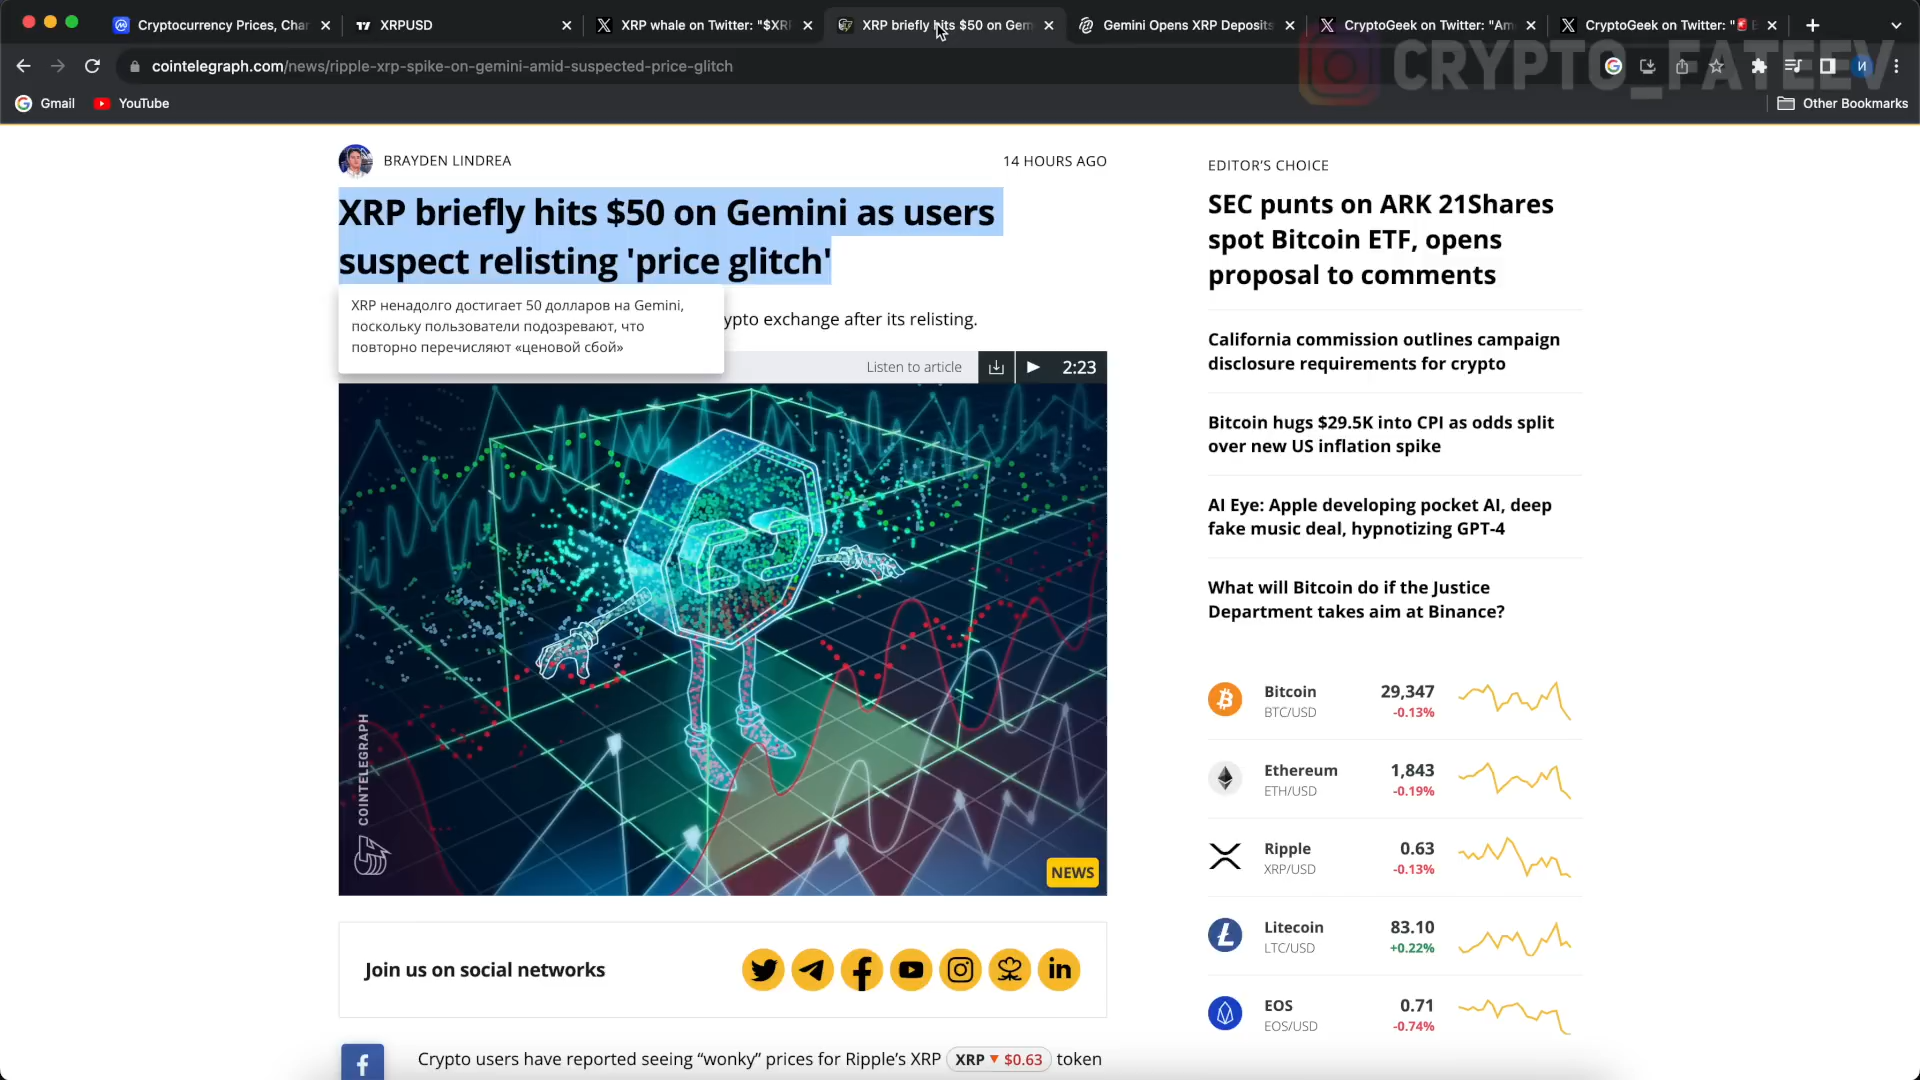 Cryptocurrency Prices, Cha
XRPUSD
XRP whale on Twitter: "$XR
XRP briefly hits $50 on Gem
Gemini Opens XRP Deposits
CryptoGeek on Twitter: "Am
CryptoGeek on Twitter: "
cointelegraph.com/news/ripple-xrp-spike-on-gemini-amid-suspected-price-glitch
CRYPTO_FATEEV
Gmail
YouTube
Other Bookmarks
BRAYDEN LINDREA
14 HOURS AGO
XRP briefly hits $50 on Gemini as users
suspect relisting 'price glitch'
XRP ненадолго достигает 50 долларов на Gemini,
поскольку пользователи подозревают, что
повторно перечисляют «ценовой сбой»
ypto exchange after its relisting.
Listen to article
2:23
COINTELEGRAPH
NEWS
Join us on social networks
Crypto users have reported seeing “wonky” prices for Ripple’s XRP XRP ▼ $0.63 token
EDITOR’S CHOICE
SEC punts on ARK 21Shares
spot Bitcoin ETF, opens
proposal to comments
California commission outlines campaign
disclosure requirements for crypto
Bitcoin hugs $29.5K into CPI as odds split
over new US inflation spike
AI Eye: Apple developing pocket AI, deep
fake music deal, hypnotizing GPT-4
What will Bitcoin do if the Justice
Department takes aim at Binance?
Bitcoin 29,347
BTC/USD -0.13%
Ethereum 1,843
ETH/USD -0.19%
Ripple 0.63
XRP/USD -0.13%
Litecoin 83.10
LTC/USD +0.22%
EOS 0.71
EOS/USD -0.74%